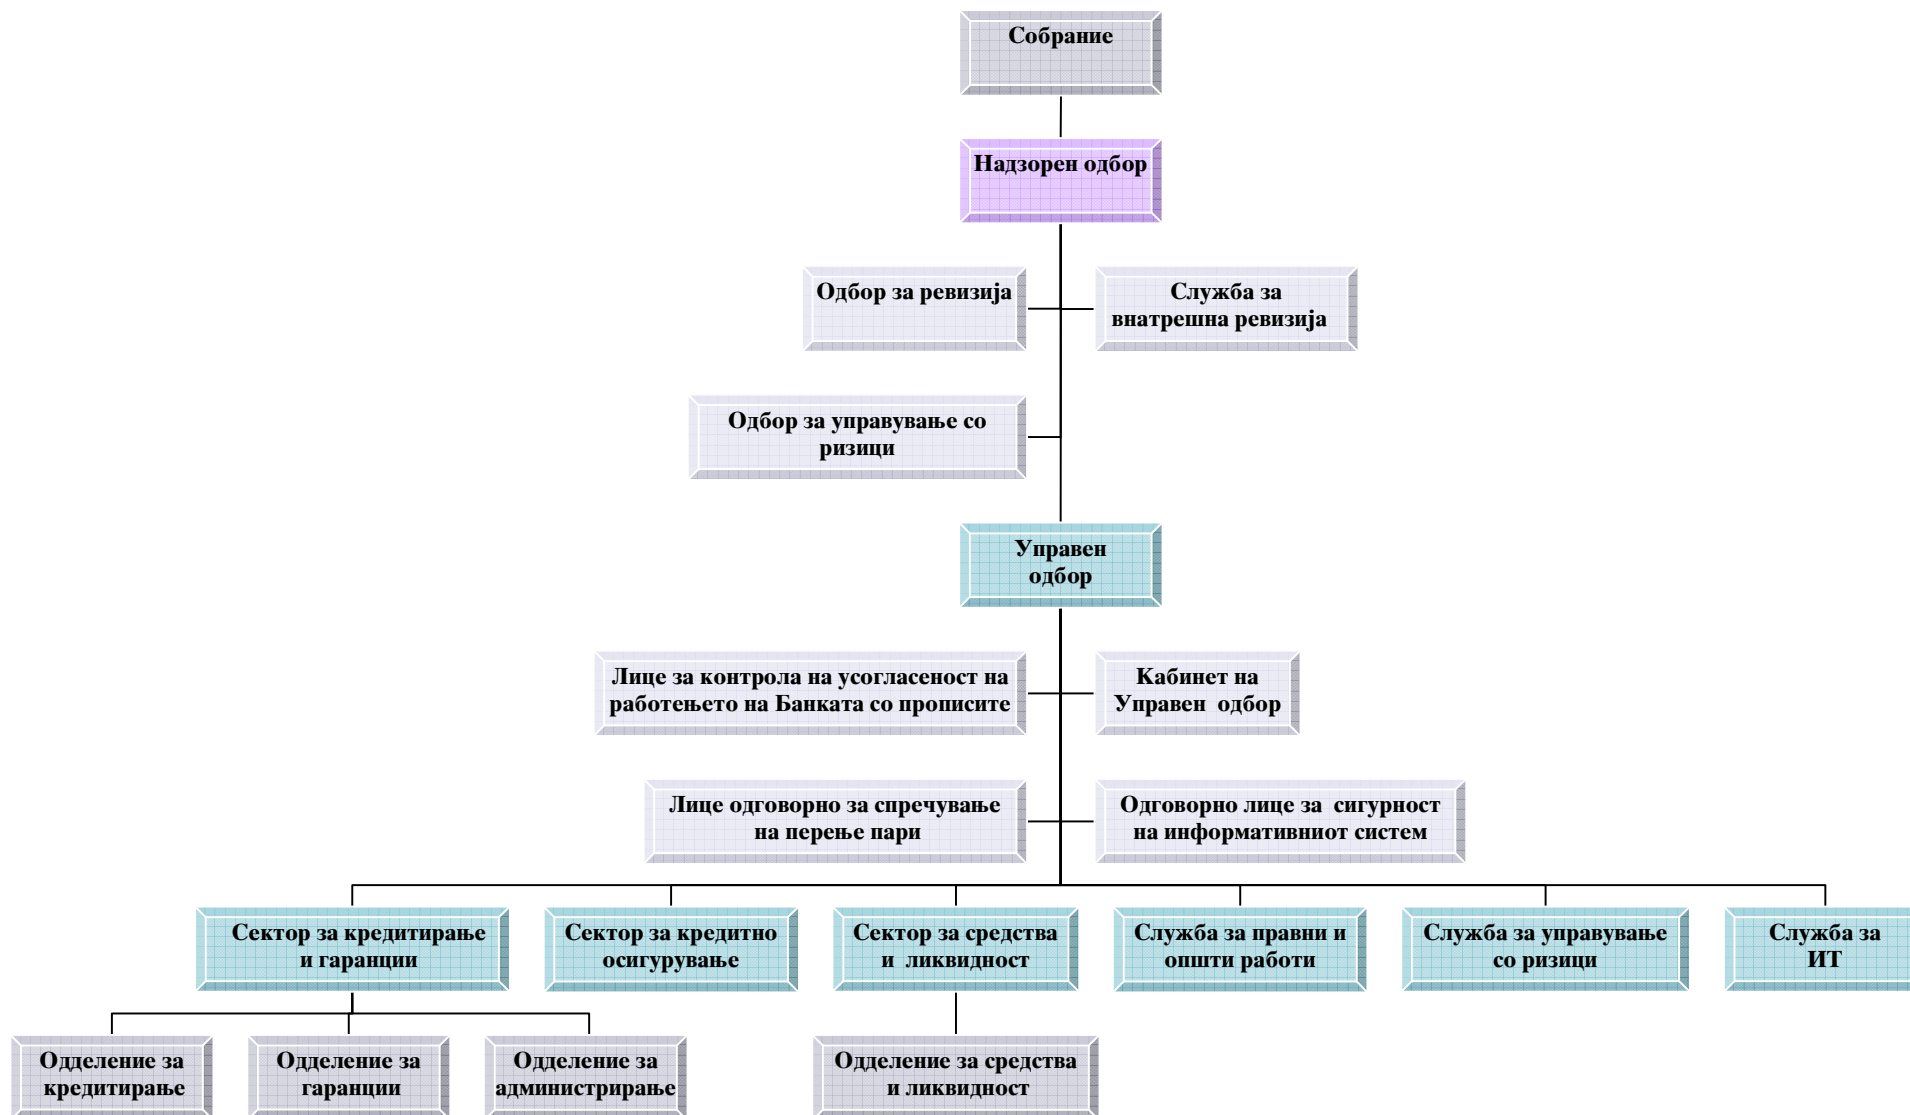 Собрание
Надзорен одбор
Одбор за ревизија
Служба за
внатрешна ревизија
Одбор за управување со
ризици
Управен
одбор
Лице за контрола на усогласеност на
работењето на Банката со прописите
Кабинет на
Управен одбор
Лице одговорно за спречување
на перење пари
Одговорно лице за сигурност
на информативниот систем
Сектор за кредитирање
и гаранции
Сектор за кредитно
осигурување
Сектор за средства
и ликвидност
Служба за правни и
општи работи
Служба за управување
со ризици
Служба за
ИТ
Одделение за
кредитирање
Одделение за
гаранции
Одделение за
администрирање
Одделение за средства
и ликвидност